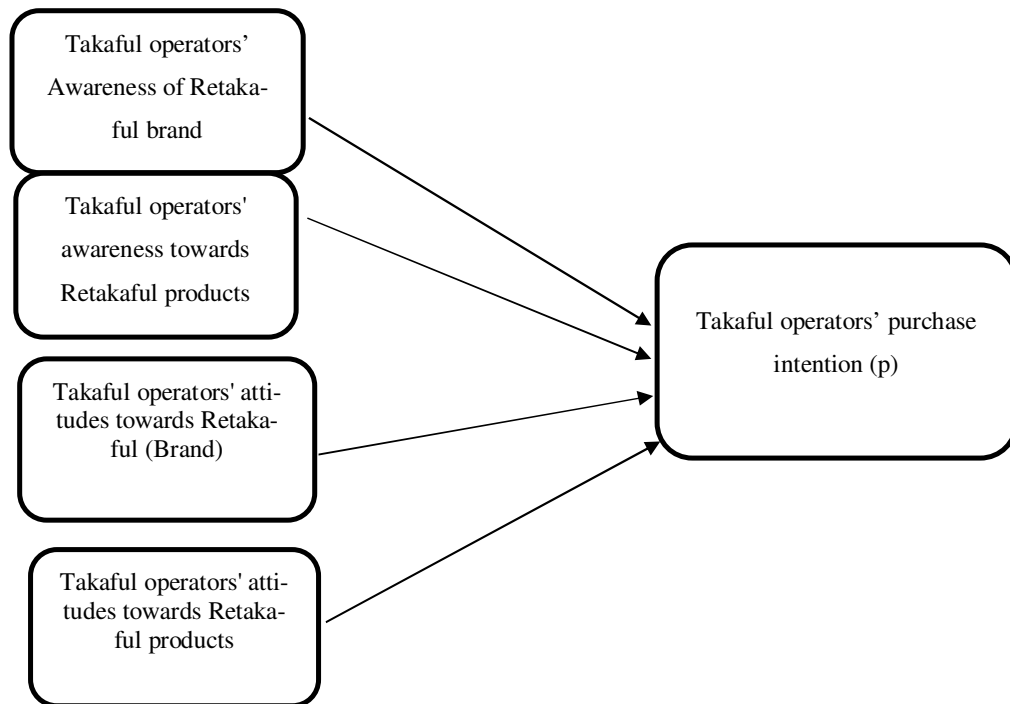 Takaful operators’
Awareness of Retaka-
ful brand
Takaful operators'
awareness towards
Retakaful products
Takaful operators' atti-
tudes towards Retaka-
ful (Brand)
Takaful operators' atti-
tudes towards Retaka-
ful products
Takaful operators’ purchase
intention (p)